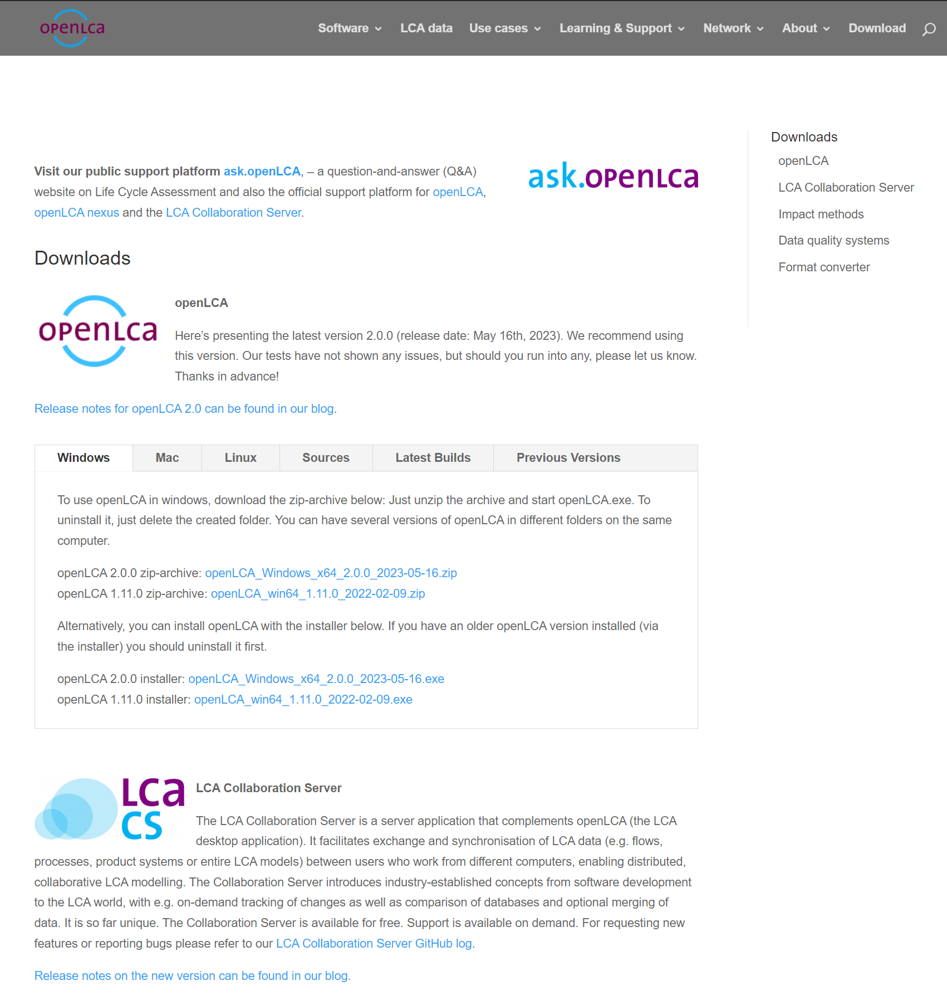 openLca
Software LCA data Use cases Learning & Support Network About Download
Visit our public support platform ask.openLCA, – a question-and-answer (Q&A)
website on Life Cycle Assessment and also the official support platform for openLCA,
openLCA nexus and the LCA Collaboration Server.
ask.openLca
Downloads
openLCA
LCA Collaboration Server
Impact methods
Data quality systems
Format converter
Downloads
openLca
openLCA
Here’s presenting the latest version 2.0.0 (release date: May 16th, 2023). We recommend using
this version. Our tests have not shown any issues, but should you run into any, please let us know.
Thanks in advance!
Release notes for openLCA 2.0 can be found in our blog.
Windows Mac Linux Sources Latest Builds Previous Versions
To use openLCA in windows, download the zip-archive below: Just unzip the archive and start openLCA.exe. To
uninstall it, just delete the created folder. You can have several versions of openLCA in different folders on the same
computer.
openLCA 2.0.0 zip-archive: openLCA_Windows_x64_2.0.0_2023-05-16.zip
openLCA 1.11.0 zip-archive: openLCA_win64_1.11.0_2022-02-09.zip
Alternatively, you can install openLCA with the installer below. If you have an older openLCA version installed (via
the installer) you should uninstall it first.
openLCA 2.0.0 installer: openLCA_Windows_x64_2.0.0_2023-05-16.exe
openLCA 1.11.0 installer: openLCA_win64_1.11.0_2022-02-09.exe
Lca
CS
LCA Collaboration Server
The LCA Collaboration Server is a server application that complements openLCA (the LCA
desktop application). It facilitates exchange and synchronisation of LCA data (e.g. flows,
processes, product systems or entire LCA models) between users who work from different computers, enabling distributed,
collaborative LCA modelling. The Collaboration Server introduces industry-established concepts from software development
to the LCA world, with e.g. on-demand tracking of changes as well as comparison of databases and optional merging of
data. It is so far unique. The Collaboration Server is available for free. Support is available on demand. For requesting new
features or reporting bugs please refer to our LCA Collaboration Server GitHub log.
Release notes on the new version can be found in our blog.